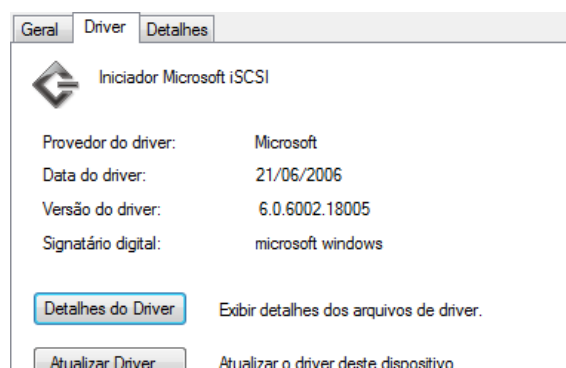 Geral Driver Detalhes
Iniciador Microsoft iSCSI
Provedor do driver: Microsoft
Data do driver: 21/06/2006
Versão do driver: 6.0.6002.18005
Signatário digital: microsoft windows
Detalhes do Driver Exibir detalhes dos arquivos de driver.
Atualizar Driver... Atualizar o driver deste dispositivo